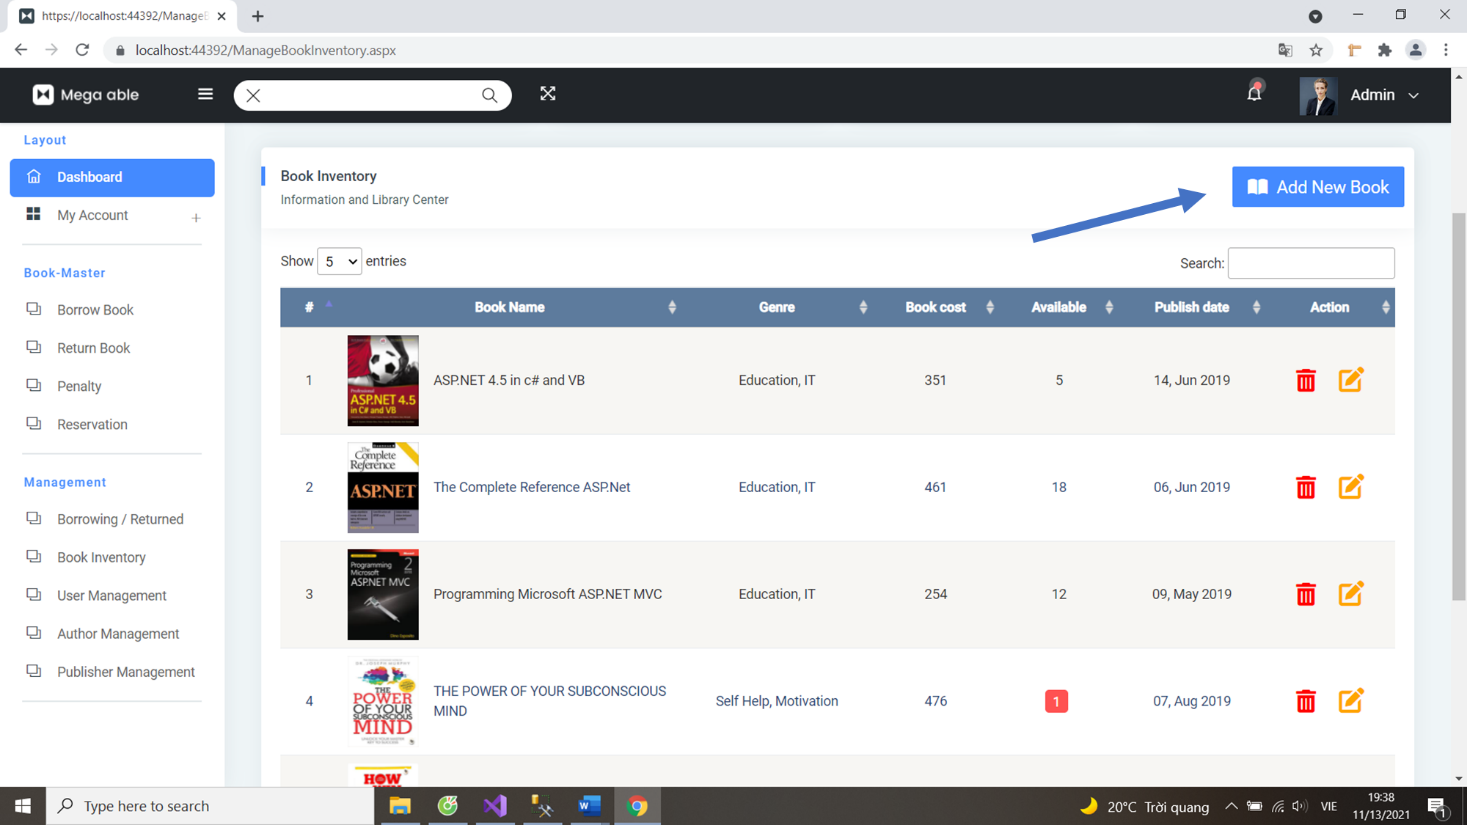 https://localhost:44392/ManageB
localhost:44392/ManageBookInventory.aspx
Mega able
Admin
Layout
Dashboard
My Account
Book-Master
Borrow Book
Return Book
Penalty
Reservation
Management
Borrowing / Returned
Book Inventory
User Management
Author Management
Publisher Management
Book Inventory
Information and Library Center
Add New Book
Show 5 entries
Search:
# Book Name Genre Book cost Available Publish date Action
Professional
ASP.NET 4.5
in C# and VB
1 ASP.NET 4.5 in c# and VB Education, IT 351 5 14, Jun 2019
The
Complete
Reference
ASP.NET
2 The Complete Reference ASP.Net Education, IT 461 18 06, Jun 2019
Programming
Microsoft
ASP.NET MVC
2
3 Programming Microsoft ASP.NET MVC Education, IT 254 12 09, May 2019
DR. JOSEPH MURPHY
THE
POWER
OF YOUR
SUBCONSCIOUS
MIND
4 THE POWER OF YOUR SUBCONSCIOUS MIND Self Help, Motivation 476 1 07, Aug 2019
HOW
Type here to search
20°C Trời quang
VIE
19:38
11/13/2021
1